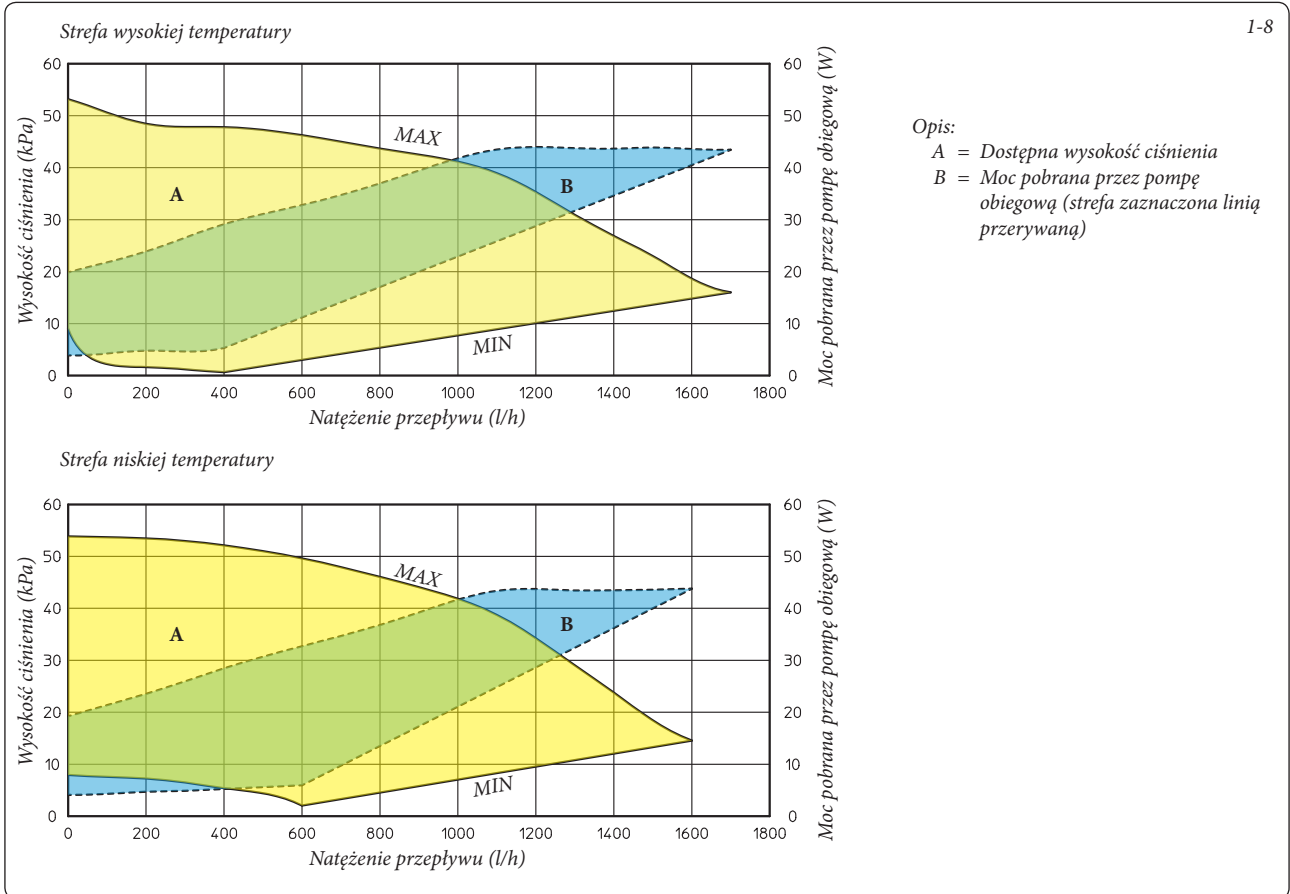 1-8
Strefa wysokiej temperatury
Wysokość ciśnienia (kPa)
60
50
40
30
20
10
0
MAX
A
B
MIN
60
50
40
30
20
10
0
Moc pobrana przez pompę obiegową (W)
0 200 400 600 800 1000 1200 1400 1600 1800
Natężenie przepływu (l/h)
Opis:
A = Dostępna wysokość ciśnienia
B = Moc pobrana przez pompę
obiegową (strefa zaznaczona linią
przerywaną)
Strefa niskiej temperatury
Wysokość ciśnienia (kPa)
60
50
40
30
20
10
0
MAX
A
B
MIN
60
50
40
30
20
10
0
Moc pobrana przez pompę obiegową (W)
0 200 400 600 800 1000 1200 1400 1600 1800
Natężenie przepływu (l/h)